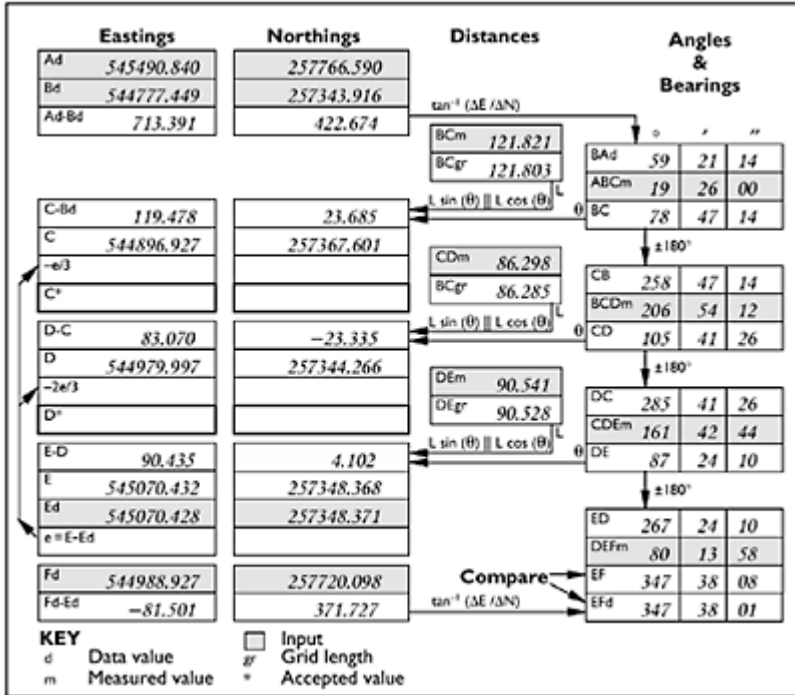 Eastings Northings Distances Angles & Bearings
Ad 545490.840 257766.590
Bd 544777.449 257343.916
Ad-Bd 713.391 422.674 tan⁻¹ (ΔE /ΔN)
° ′ ″
BCm 121.821
BCgr 121.803
BAd 59 21 14
ABCm 19 26 00
BC 78 47 14
L
L sin (θ) || L cos (θ) θ
C-Bd 119.478 23.685
C 544896.927 257367.601
-e/3
C*
±180°
CDm 86.298
BCgr 86.285
CB 258 47 14
BCDm 206 54 12
CD 105 41 26
L
L sin (θ) || L cos (θ) θ
D-C 83.070 −23.335
D 544979.997 257344.266
-2e/3
D*
±180°
DEm 90.541
DEgr 90.528
DC 285 41 26
CDEm 161 42 44
DE 87 24 10
L
L sin (θ) || L cos (θ) θ
E-D 90.435 4.102
E 545070.432 257348.368
Ed 545070.428 257348.371
e = E-Ed
±180°
ED 267 24 10
DEFm 80 13 58
EF 347 38 08
EFd 347 38 01
Compare
Fd 544988.927 257720.098
Fd-Ed −81.501 371.727 tan⁻¹ (ΔE /ΔN)
KEY
d Data value
m Measured value
Input
gr Grid length
* Accepted value